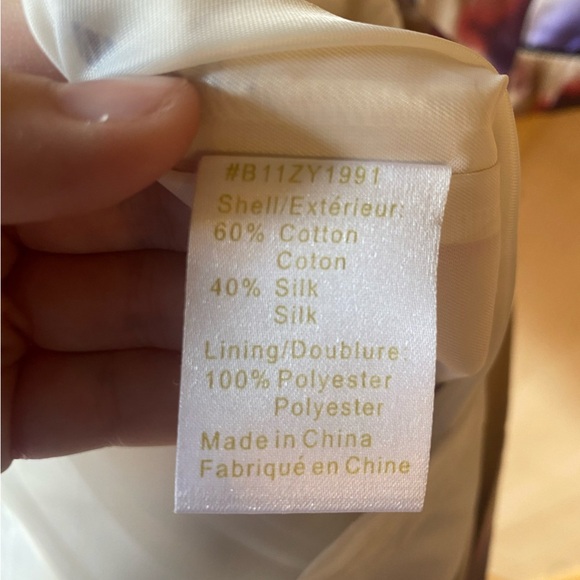 #B11ZY1991
Shell/Extérieur:
60% Cotton
Coton
40% Silk
Silk
Lining/Doublure:
100% Polyester
Polyester
Made in China
Fabriqué en Chine